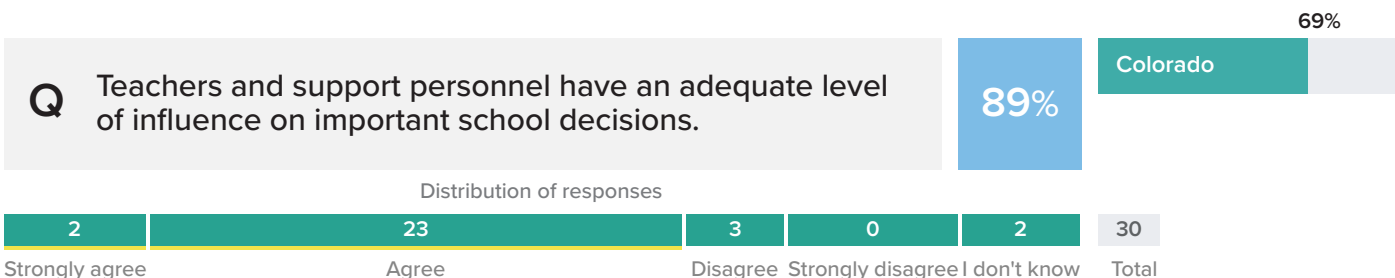 69%
Q Teachers and support personnel have an adequate level
of influence on important school decisions.
89%
Colorado
Distribution of responses
2 23 3 0 2 30
Strongly agree Agree Disagree Strongly disagree I don't know Total